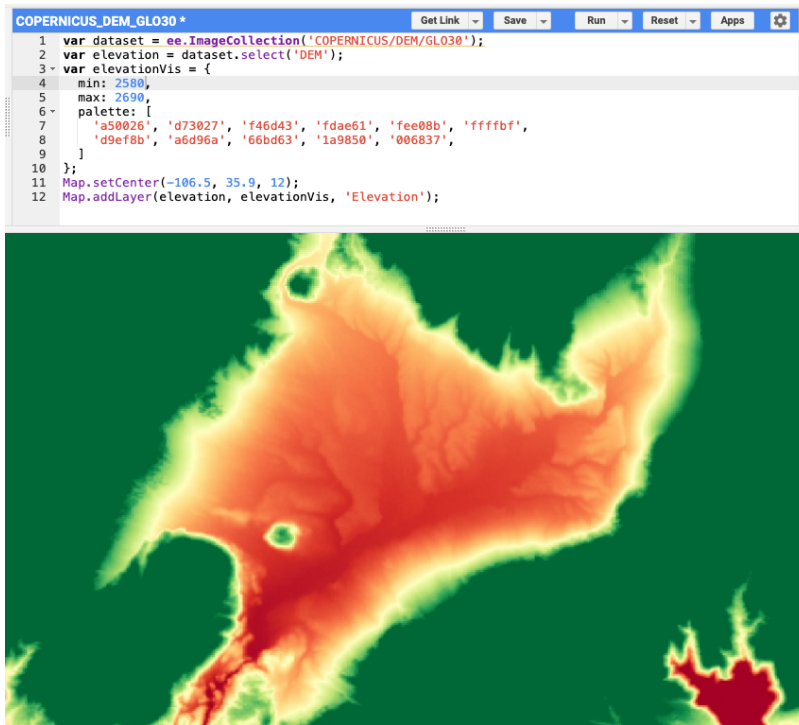 COPERNICUS_DEM_GLO30 *
Get Link Save Run Reset Apps
1 var dataset = ee.ImageCollection('COPERNICUS/DEM/GLO30');
2 var elevation = dataset.select('DEM');
3 var elevationVis = {
4   min: 2580,
5   max: 2690,
6   palette: [
7     'a50026', 'd73027', 'f46d43', 'fdae61', 'fee08b', 'ffffbf',
8     'd9ef8b', 'a6d96a', '66bd63', '1a9850', '006837',
9   ]
10 };
11 Map.setCenter(-106.5, 35.9, 12);
12 Map.addLayer(elevation, elevationVis, 'Elevation');